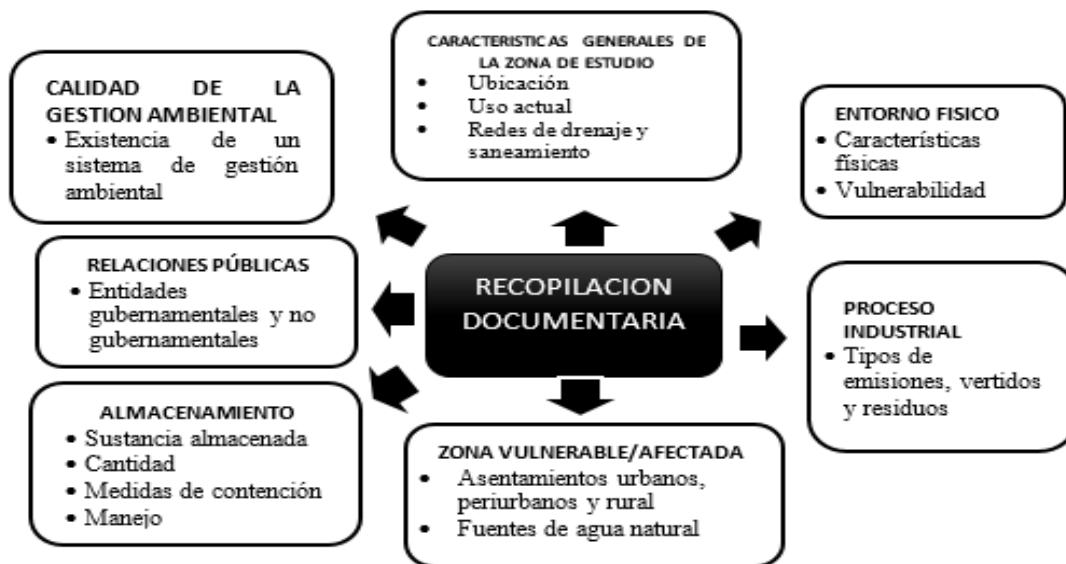 CARACTERISTICAS GENERALES DE
LA ZONA DE ESTUDIO
• Ubicación
• Uso actual
• Redes de drenaje y
saneamiento
CALIDAD DE LA
GESTION AMBIENTAL
• Existencia de un
sistema de gestión
ambiental
ENTORNO FISICO
• Características
físicas
• Vulnerabilidad
RELACIONES PÚBLICAS
• Entidades
gubernamentales y no
gubernamentales
RECOPILACION
DOCUMENTARIA
PROCESO
INDUSTRIAL
• Tipos de
emisiones, vertidos
y residuos
ALMACENAMIENTO
• Sustancia almacenada
• Cantidad
• Medidas de contención
• Manejo
ZONA VULNERABLE/AFECTADA
• Asentamientos urbanos,
periurbanos y rural
• Fuentes de agua natural